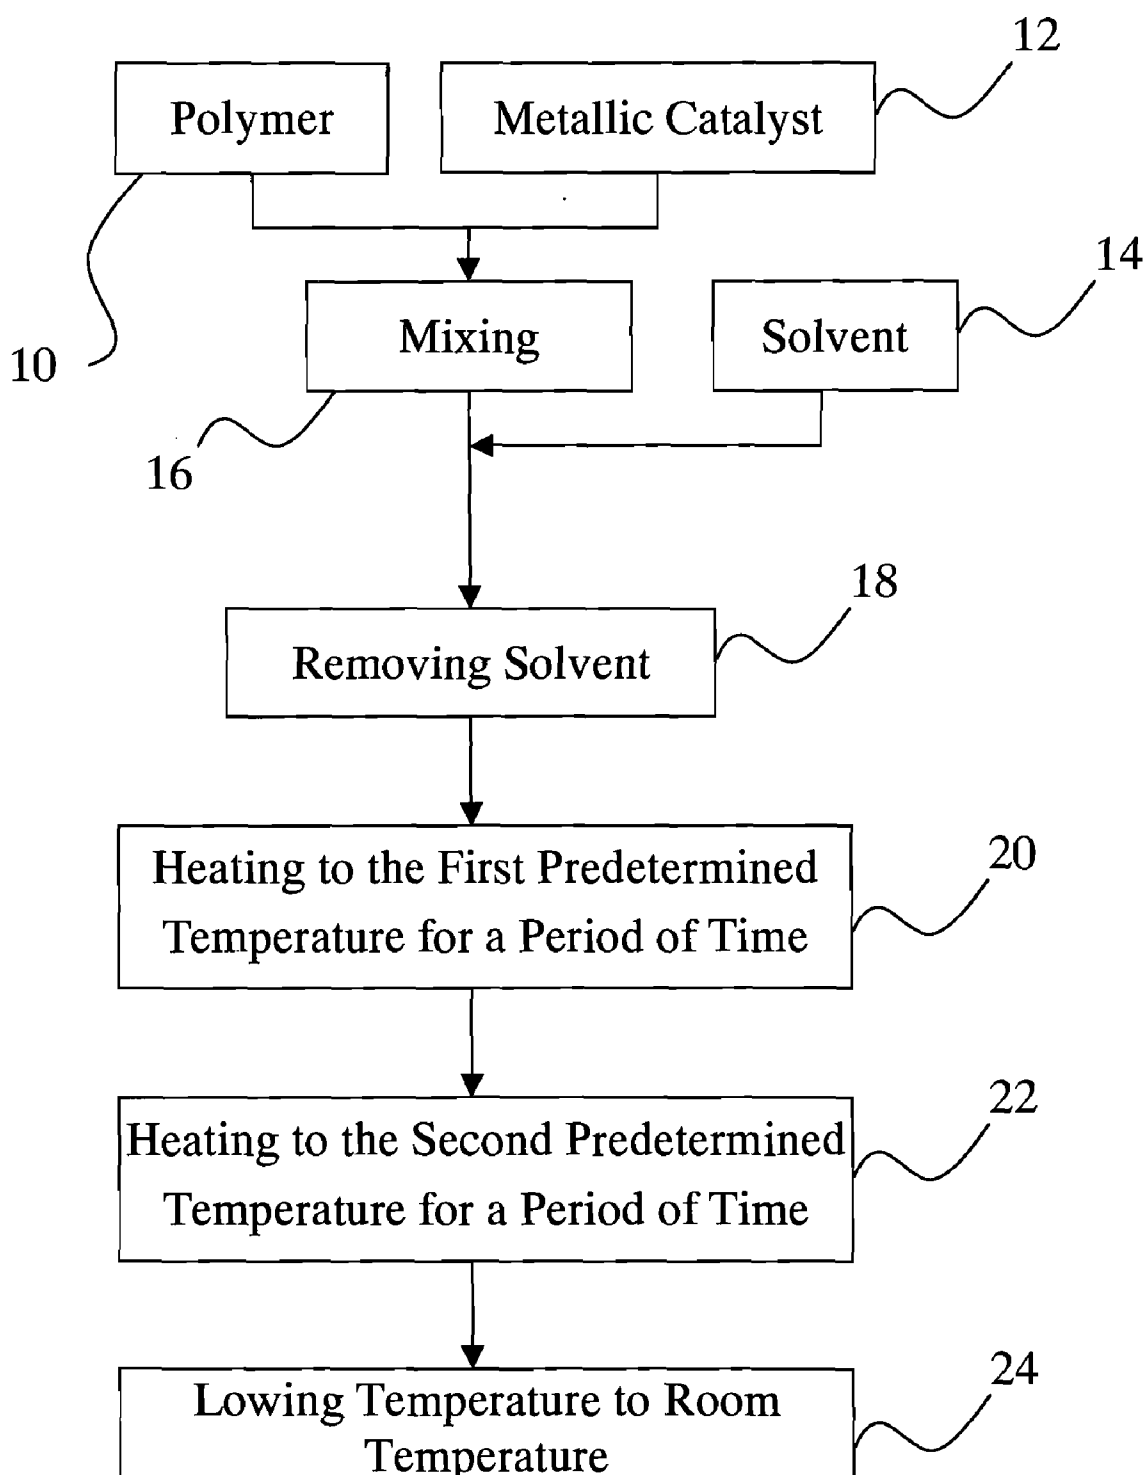 12
Polymer
Metallic Catalyst
14
Mixing
Solvent
10
16
18
Removing Solvent
20
Heating to the First Predetermined
Temperature for a Period of Time
22
Heating to the Second Predetermined
Temperature for a Period of Time
24
Lowing Temperature to Room
Temperature